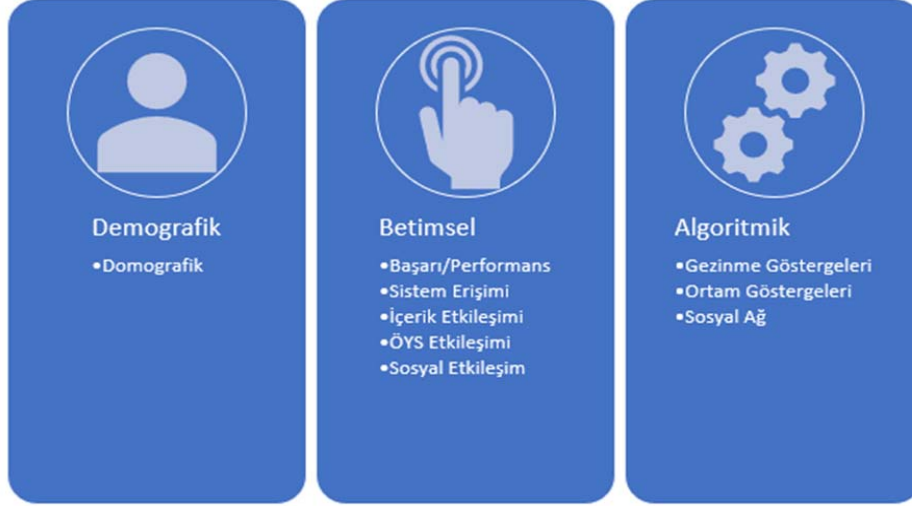 Demografik
•Domografik
Betimsel
•Başarı/Performans
•Sistem Erişimi
•İçerik Etkileşimi
•ÖYS Etkileşimi
•Sosyal Etkileşim
Algoritmik
•Gezinme Göstergeleri
•Ortam Göstergeleri
•Sosyal Ağ